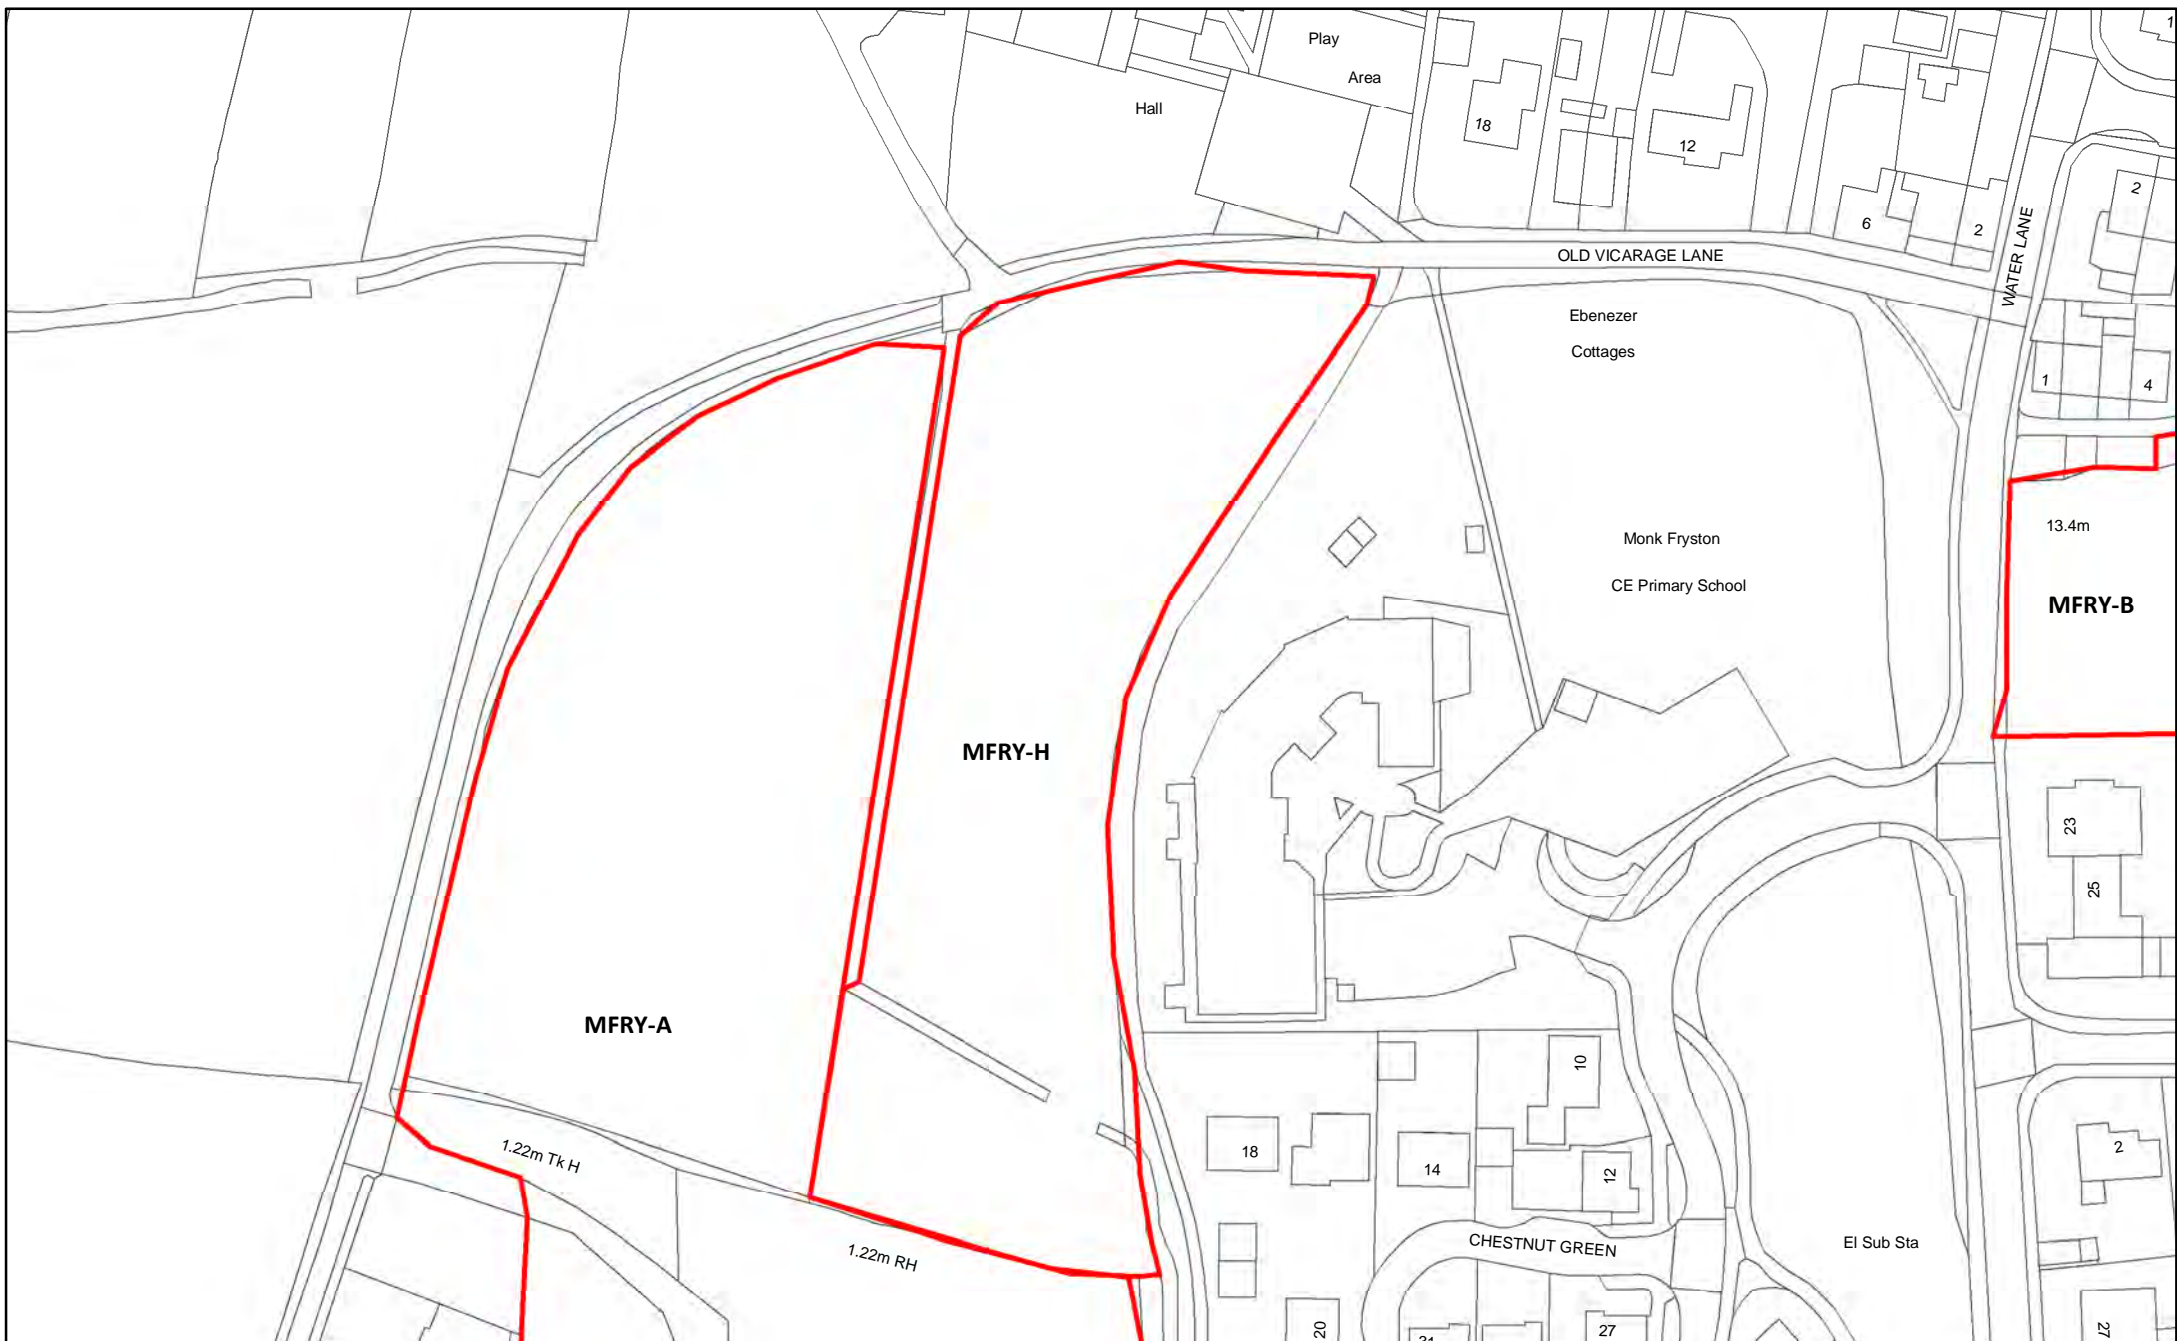 1
Play
Area
Hall
18
12
2
6
2
OLD VICARAGE LANE
WATER LANE
Ebenezer
Cottages
1
4
13.4m
Monk Fryston
CE Primary School
MFRY-B
MFRY-H
23
25
MFRY-A
10
1.22m Tk H
18
14
12
2
1.22m RH
CHESTNUT GREEN
El Sub Sta
20
27
27